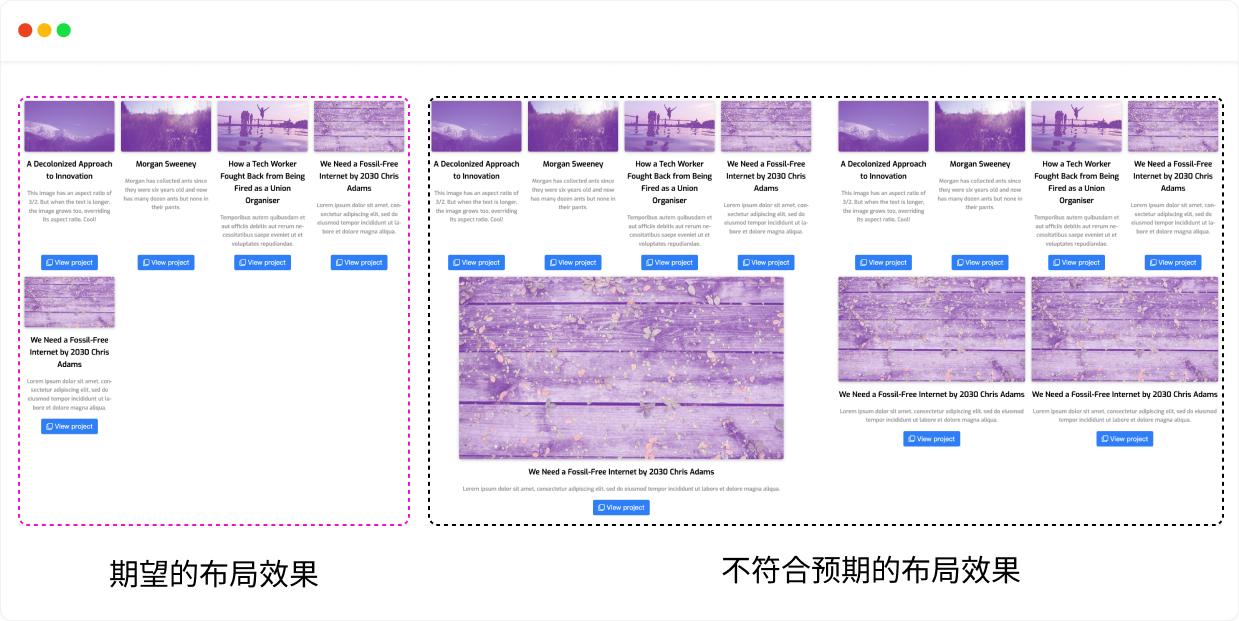 A Decolonized Approach
to Innovation
This image has an aspect ratio of
3/2. But when the text is longer,
the image grows too, overriding
its aspect ratio. Cool!
View project
Morgan Sweeney
Morgan has collected ants since
they were six years old and now
has many dozen ants but none in
their pants.
View project
How a Tech Worker
Fought Back from Being
Fired as a Union
Organiser
Temporibus autem quibusdam et
aut officiis debitis aut rerum ne-
cessitatibus saepe eveniet ut et
voluptates repudiandae.
View project
We Need a Fossil-Free
Internet by 2030 Chris
Adams
Lorem ipsum dolor sit amet, con-
sectetur adipiscing elit, sed do
eiusmod tempor incididunt ut la-
bore et dolore magna aliqua.
View project
We Need a Fossil-Free
Internet by 2030 Chris
Adams
Lorem ipsum dolor sit amet, con-
sectetur adipiscing elit, sed do
eiusmod tempor incididunt ut la-
bore et dolore magna aliqua.
View project
A Decolonized Approach
to Innovation
This image has an aspect ratio of
3/2. But when the text is longer,
the image grows too, overriding
its aspect ratio. Cool!
View project
Morgan Sweeney
Morgan has collected ants since
they were six years old and now
has many dozen ants but none in
their pants.
View project
How a Tech Worker
Fought Back from Being
Fired as a Union
Organiser
Temporibus autem quibusdam et
aut officiis debitis aut rerum ne-
cessitatibus saepe eveniet ut et
voluptates repudiandae.
View project
We Need a Fossil-Free
Internet by 2030 Chris
Adams
Lorem ipsum dolor sit amet, con-
sectetur adipiscing elit, sed do
eiusmod tempor incididunt ut la-
bore et dolore magna aliqua.
View project
We Need a Fossil-Free Internet by 2030 Chris Adams
Lorem ipsum dolor sit amet, consectetur adipiscing elit, sed do eiusmod tempor incididunt ut labore et dolore magna aliqua.
View project
A Decolonized Approach
to Innovation
This image has an aspect ratio of
3/2. But when the text is longer,
the image grows too, overriding
its aspect ratio. Cool!
View project
Morgan Sweeney
Morgan has collected ants since
they were six years old and now
has many dozen ants but none in
their pants.
View project
How a Tech Worker
Fought Back from Being
Fired as a Union
Organiser
Temporibus autem quibusdam et
aut officiis debitis aut rerum ne-
cessitatibus saepe eveniet ut et
voluptates repudiandae.
View project
We Need a Fossil-Free
Internet by 2030 Chris
Adams
Lorem ipsum dolor sit amet, con-
sectetur adipiscing elit, sed do
eiusmod tempor incididunt ut la-
bore et dolore magna aliqua.
View project
We Need a Fossil-Free Internet by 2030 Chris Adams
Lorem ipsum dolor sit amet, consectetur adipiscing elit, sed do eiusmod
tempor incididunt ut labore et dolore magna aliqua.
View project
We Need a Fossil-Free Internet by 2030 Chris Adams
Lorem ipsum dolor sit amet, consectetur adipiscing elit, sed do eiusmod
tempor incididunt ut labore et dolore magna aliqua.
View project
期望的布局效果
不符合预期的布局效果